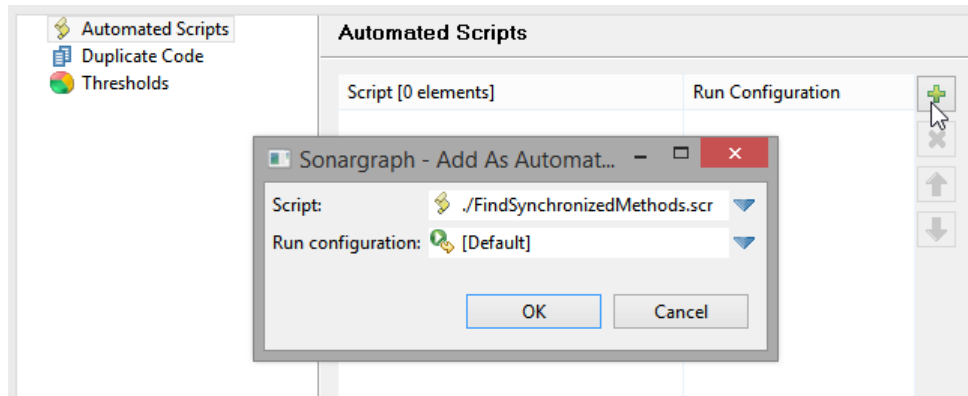 Automated Scripts
Duplicate Code
Thresholds
Automated Scripts
Script [0 elements]
Run Configuration
Sonargraph - Add As Automat...
Script:
./FindSynchronizedMethods.scr
Run configuration:
[Default]
OK
Cancel